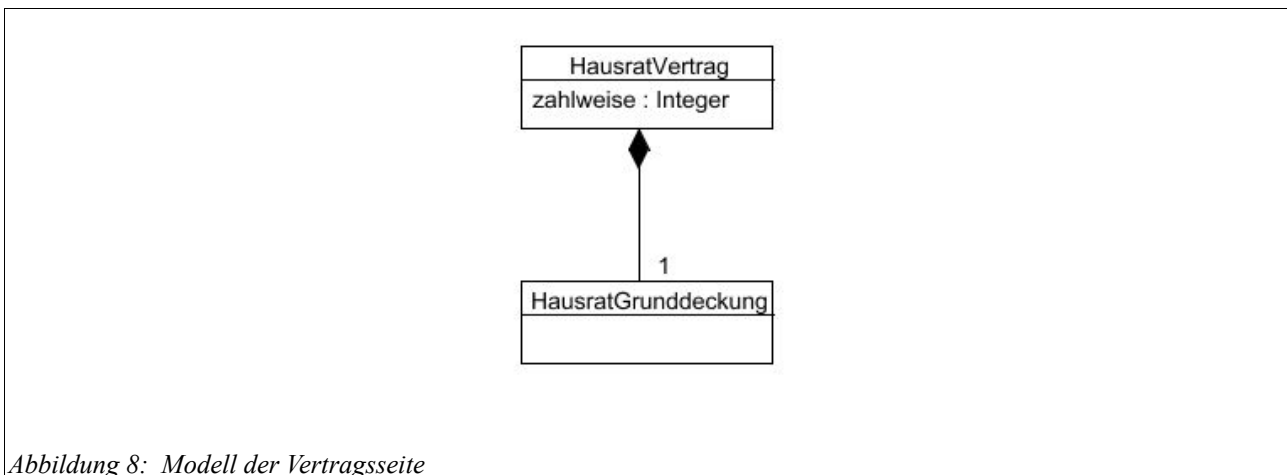 HausratVertrag
zahlweise : Integer
1
HausratGrunddeckung
Abbildung 8: Modell der Vertragsseite